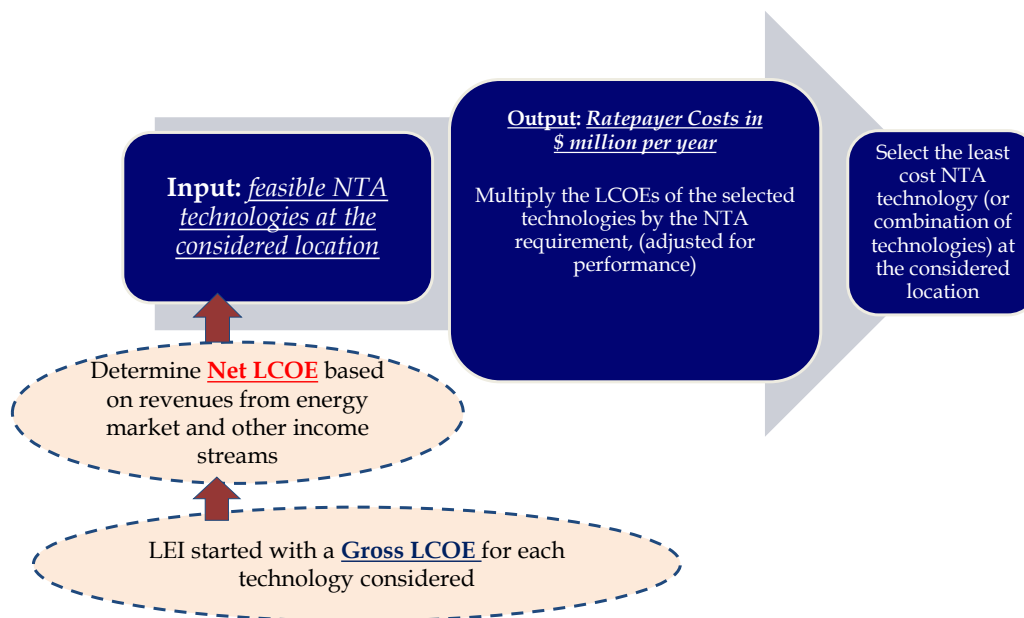 Input: feasible NTA
technologies at the
considered location
Output: Ratepayer Costs in
$ million per year
Multiply the LCOEs of the selected
technologies by the NTA
requirement, (adjusted for
performance)
Select the least
cost NTA
technology (or
combination of
technologies) at
the considered
location
Determine Net LCOE based
on revenues from energy
market and other income
streams
LEI started with a Gross LCOE for each
technology considered